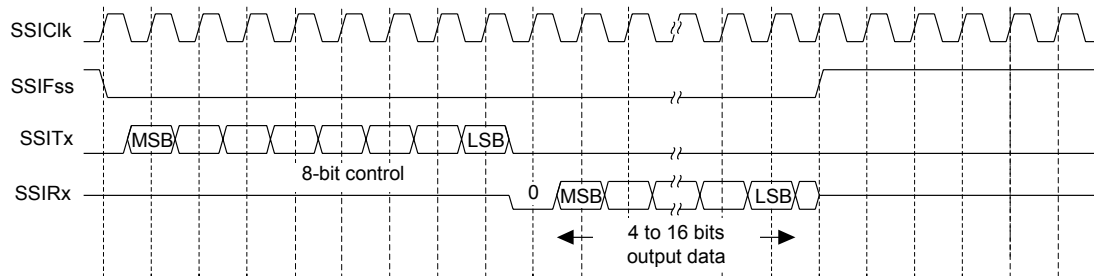 SSIClk
SSIFss
SSITx
MSB
LSB
8-bit control
SSIRx
0
MSB
LSB
4 to 16 bits
output data